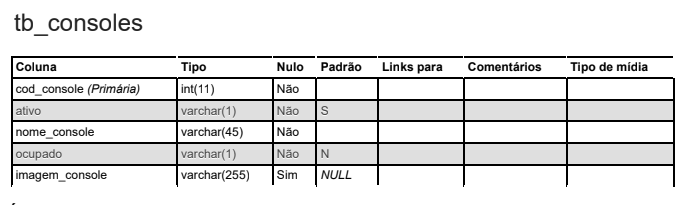 tb_consoles
Coluna Tipo Nulo Padrão Links para Comentários Tipo de mídia
cod_console (Primária) int(11) Não
ativo varchar(1) Não S
nome_console varchar(45) Não
ocupado varchar(1) Não N
imagem_console varchar(255) Sim NULL